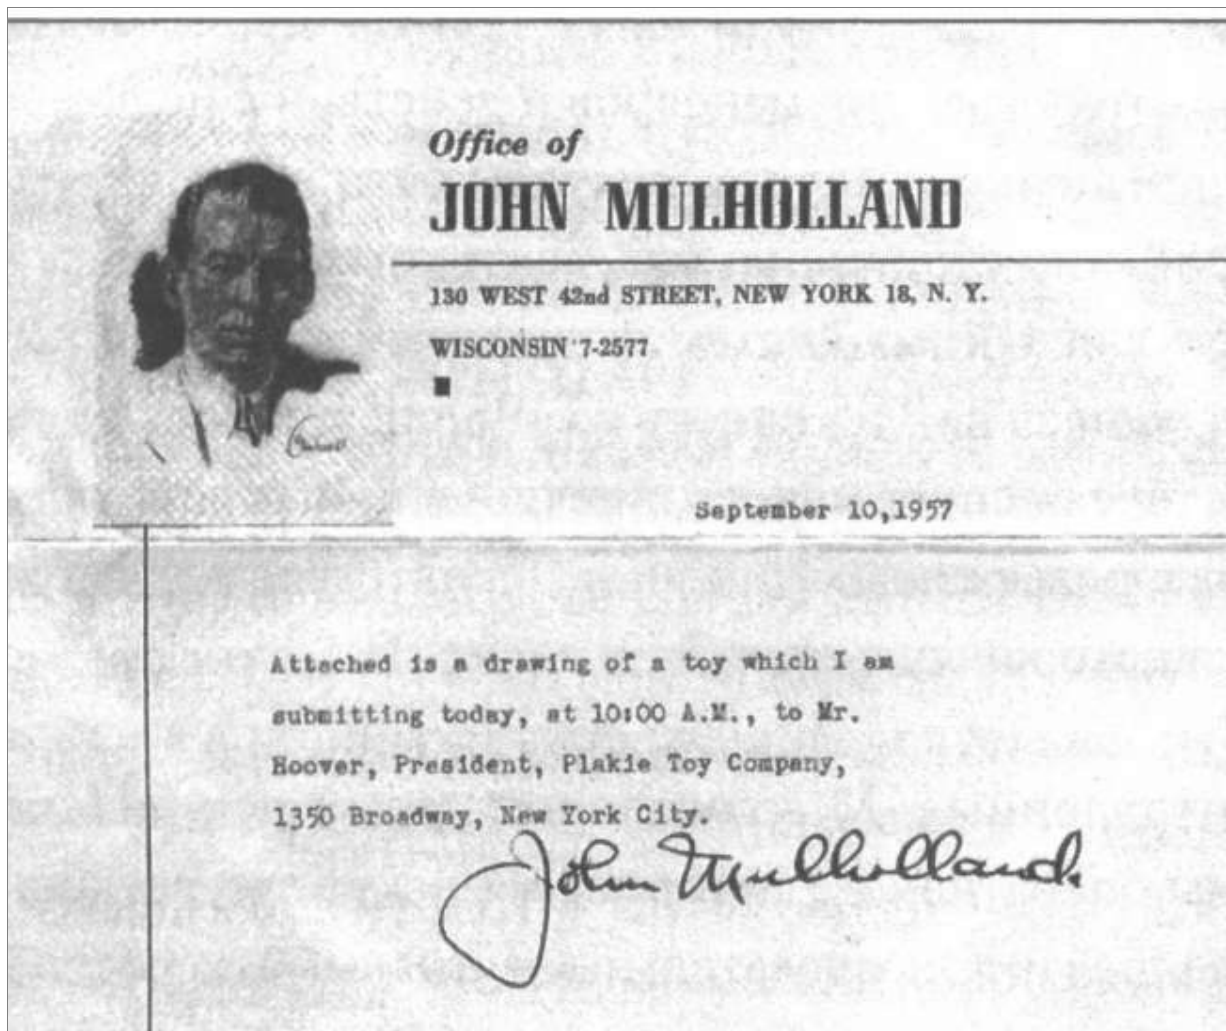 Office of
JOHN MULHOLLAND
130 WEST 42nd STREET, NEW YORK 18, N. Y.
WISCONSIN 7-2577
September 10,1957
Attached is a drawing of a toy which I am
submitting today, at 10:00 A.M., to Mr.
Hoover, President, Plakie Toy Company,
1350 Broadway, New York City.
John Mulholland